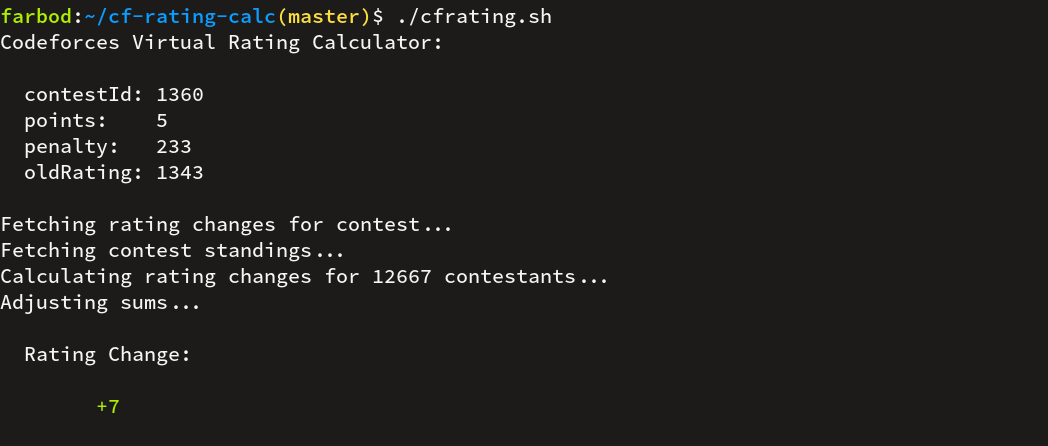 farbod:~/cf-rating-calc(master)$ ./cfrating.sh
Codeforces Virtual Rating Calculator:
contestId: 1360
points: 5
penalty: 233
oldRating: 1343
Fetching rating changes for contest...
Fetching contest standings...
Calculating rating changes for 12667 contestants...
Adjusting sums...
Rating Change:
+7